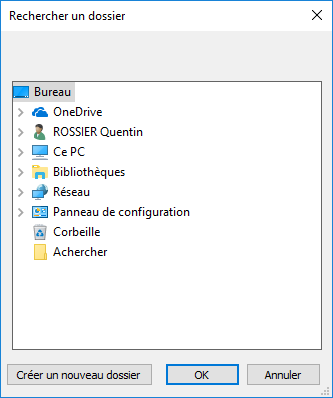 Rechercher un dossier
Bureau
OneDrive
ROSSIER Quentin
Ce PC
Bibliothèques
Réseau
Panneau de configuration
Corbeille
Achercher
Créer un nouveau dossier OK Annuler